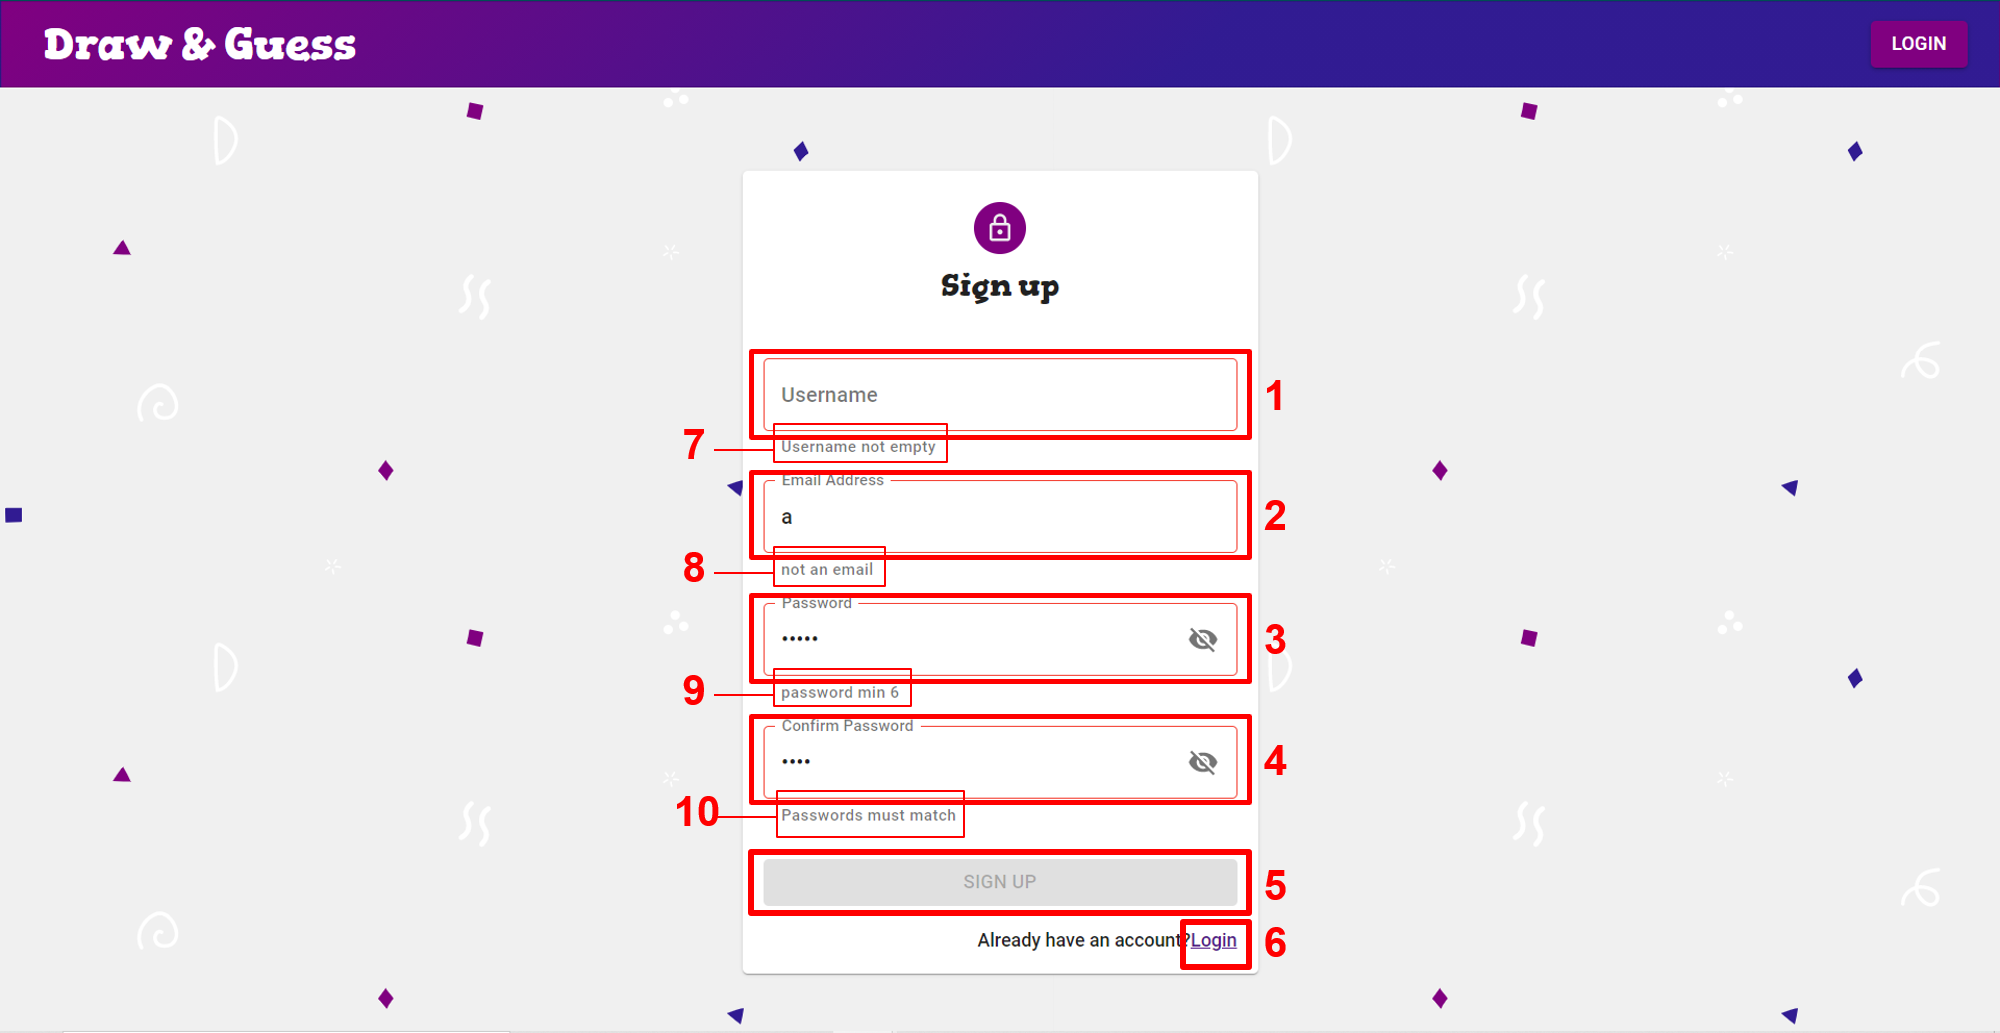 Draw & Guess
LOGIN
Sign up
Username
1
7
Username not empty
Email Address
a
2
8
not an email
Password
•••••
3
9
password min 6
Confirm Password
••••
4
10
Passwords must match
SIGN UP
5
Already have an account?Login
6